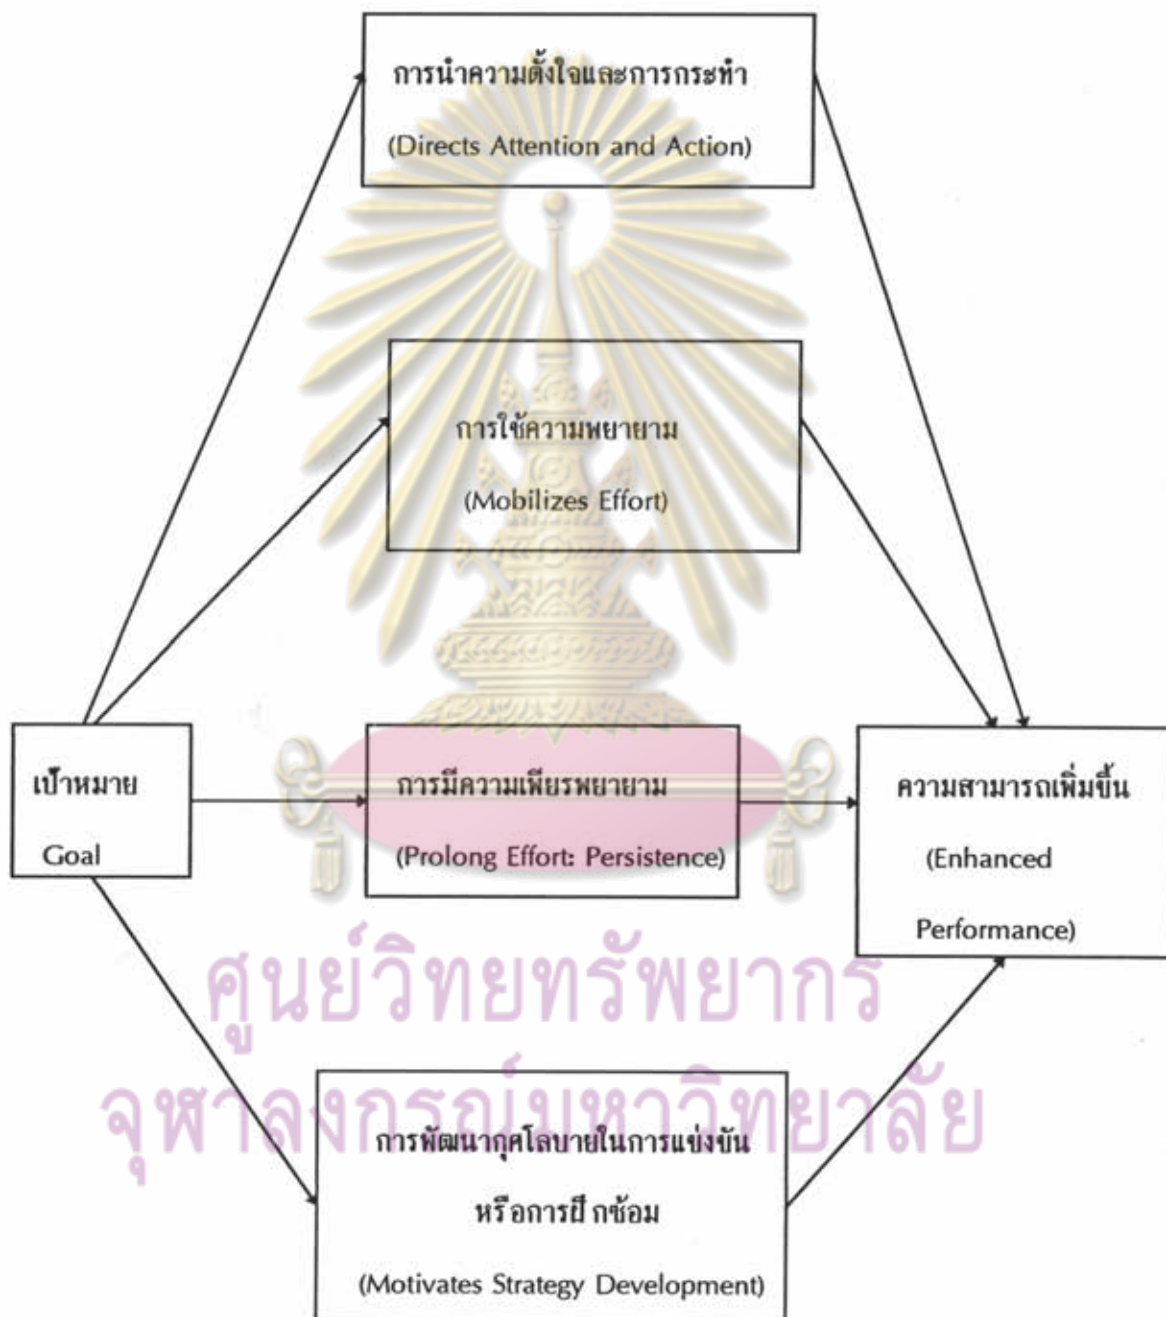 การนำความตั้งใจและการกระทำ
(Directs Attention and Action)
การใช้ความพยายาม
(Mobilizes Effort)
เป้าหมาย
Goal
การมีความเพียรพยายาม
(Prolong Effort: Persistence)
ความสามารถเพิ่มขึ้น
(Enhanced
Performance)
ศูนย์วิทยทรัพยากร
จุฬาลงกรณ์มหาวิทยาลัย
การพัฒนากุศโลบายในการแข่งขัน
หรือการฝึกซ้อม
(Motivates Strategy Development)